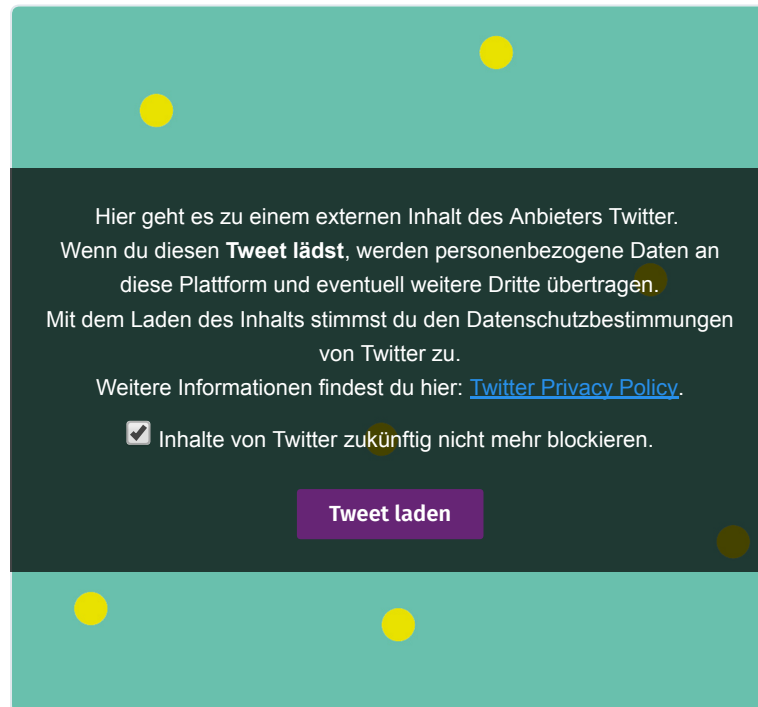 Hier geht es zu einem externen Inhalt des Anbieters Twitter.
Wenn du diesen Tweet lädst, werden personenbezogene Daten an
diese Plattform und eventuell weitere Dritte übertragen.
Mit dem Laden des Inhalts stimmst du den Datenschutzbestimmungen
von Twitter zu.
Weitere Informationen findest du hier: Twitter Privacy Policy.
Inhalte von Twitter zukünftig nicht mehr blockieren.
Tweet laden